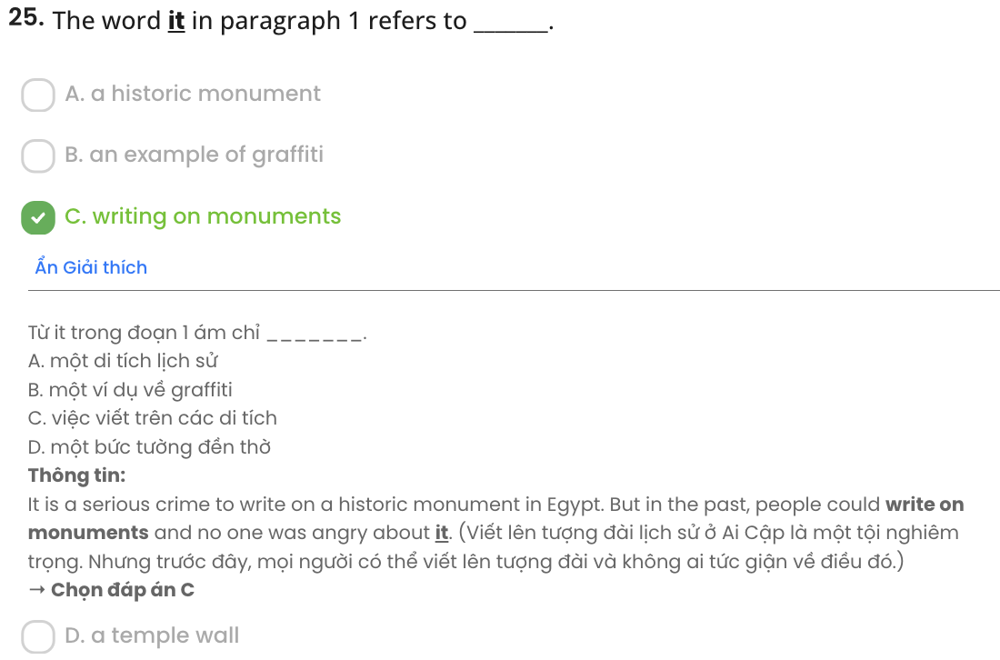 25. The word it in paragraph 1 refers to _______.
A. a historic monument
B. an example of graffiti
C. writing on monuments
Ẩn Giải thích
Từ it trong đoạn 1 ám chỉ _______.
A. một di tích lịch sử
B. một ví dụ về graffiti
C. việc viết trên các di tích
D. một bức tường đền thờ
Thông tin:
It is a serious crime to write on a historic monument in Egypt. But in the past, people could write on
monuments and no one was angry about it. (Viết lên tượng đài lịch sử ở Ai Cập là một tội nghiêm
trọng. Nhưng trước đây, mọi người có thể viết lên tượng đài và không ai tức giận về điều đó.)
→ Chọn đáp án C
D. a temple wall